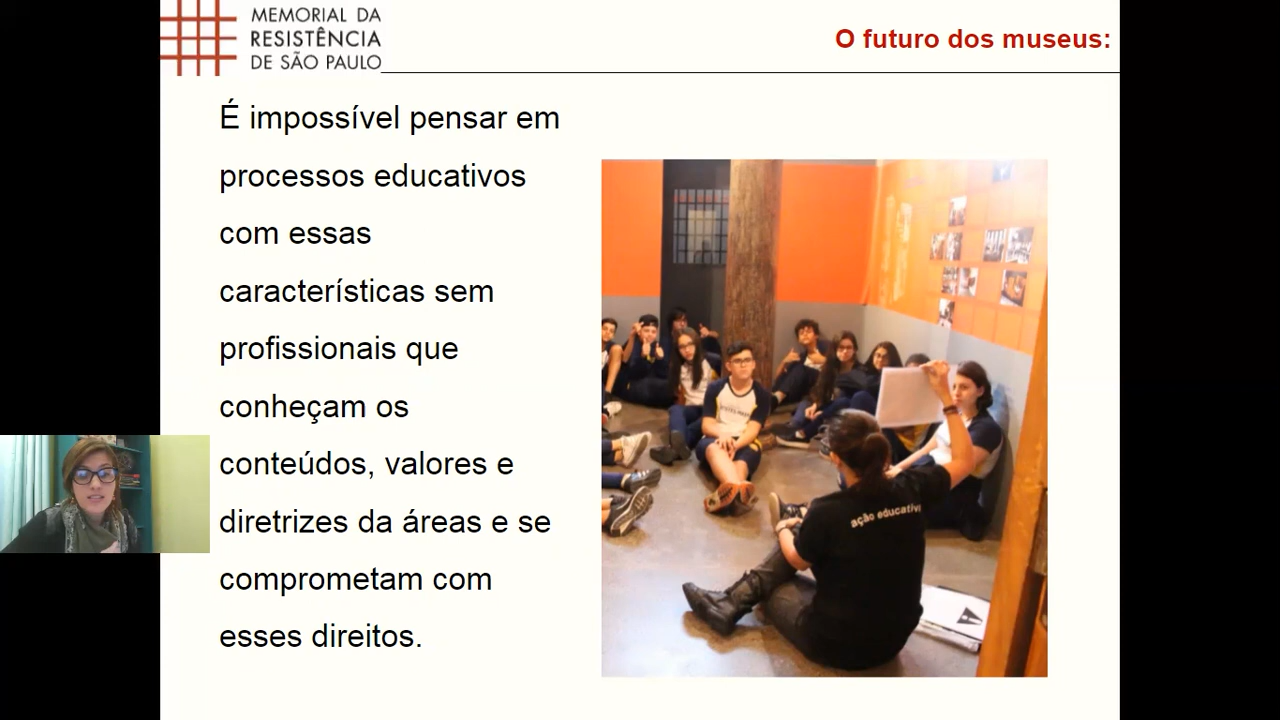 MEMORIAL DA
RESISTÊNCIA
DE SÃO PAULO
O futuro dos museus:
É impossível pensar em
processos educativos
com essas
características sem
profissionais que
conheçam os
conteúdos, valores e
diretrizes da áreas e se
comprometam com
esses direitos.
ação educativa